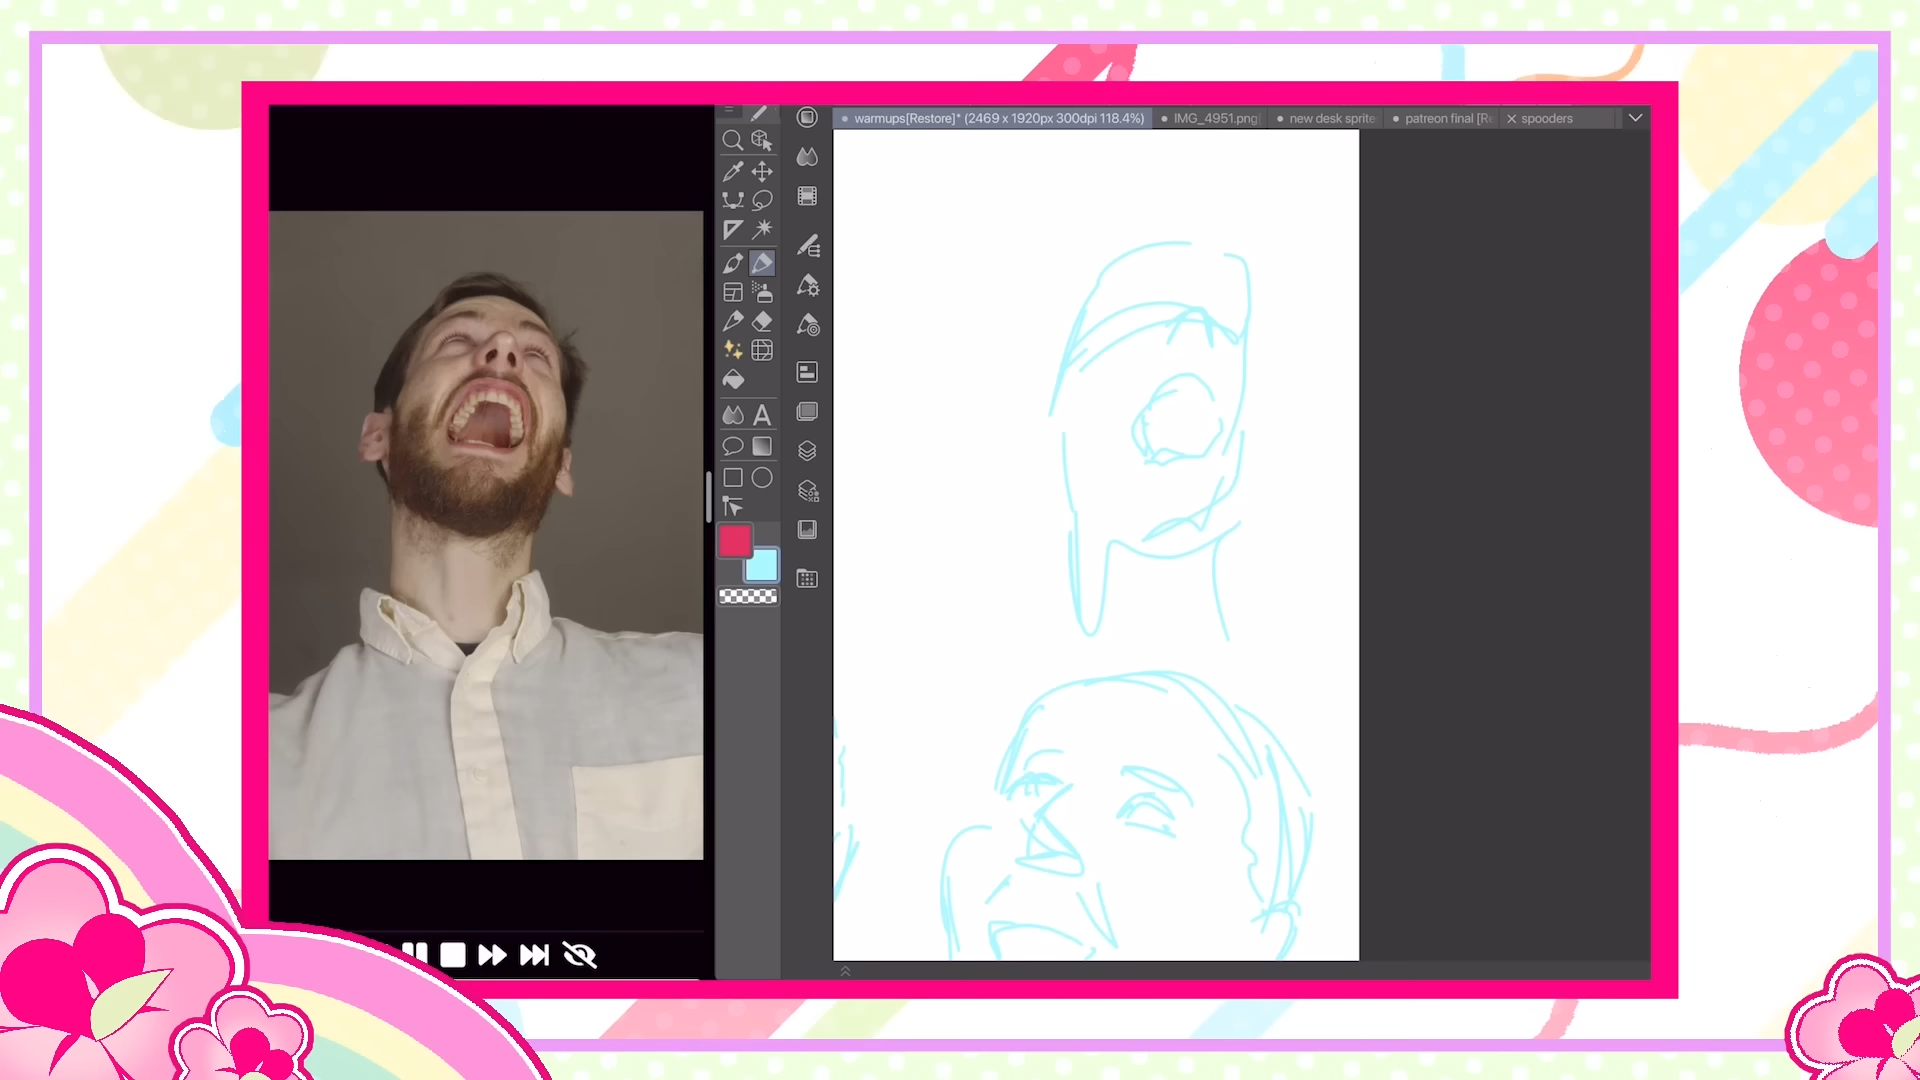 warmups[Restore]* (2469 x 1920px 300dpi 118.4%) IMG_4951.png new desk sprite patreon final [Re spooders
A